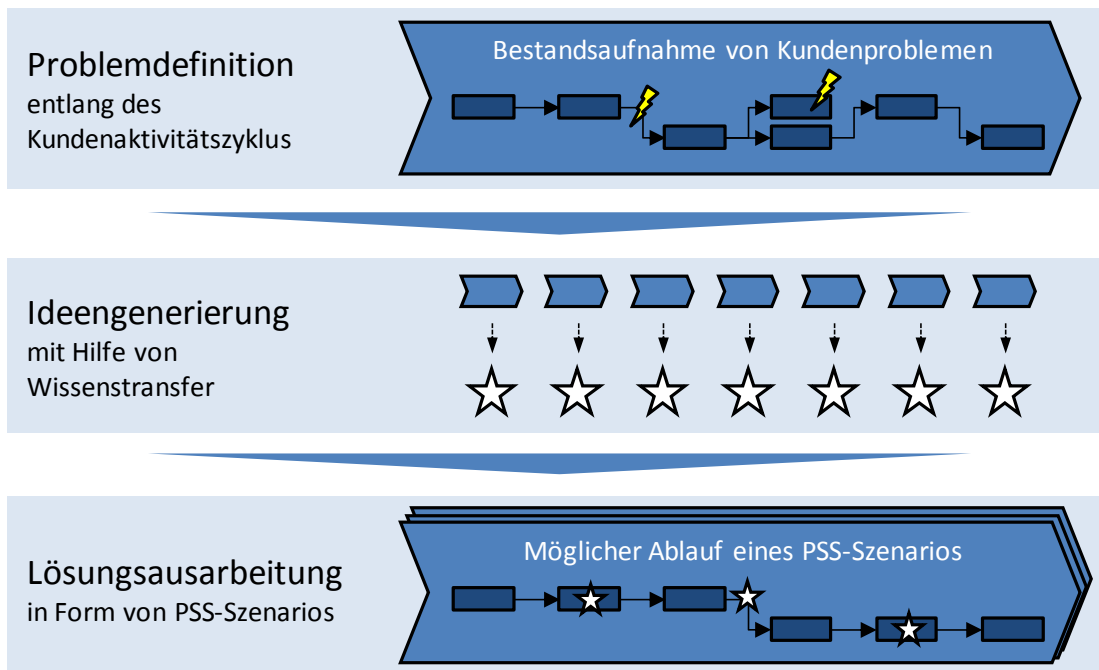 Problemdefinition
entlang des
Kundenaktivitätszyklus
Bestandsaufnahme von Kundenproblemen
Ideengenerierung
mit Hilfe von
Wissenstransfer
Lösungsausarbeitung
in Form von PSS-Szenarios
Möglicher Ablauf eines PSS-Szenarios